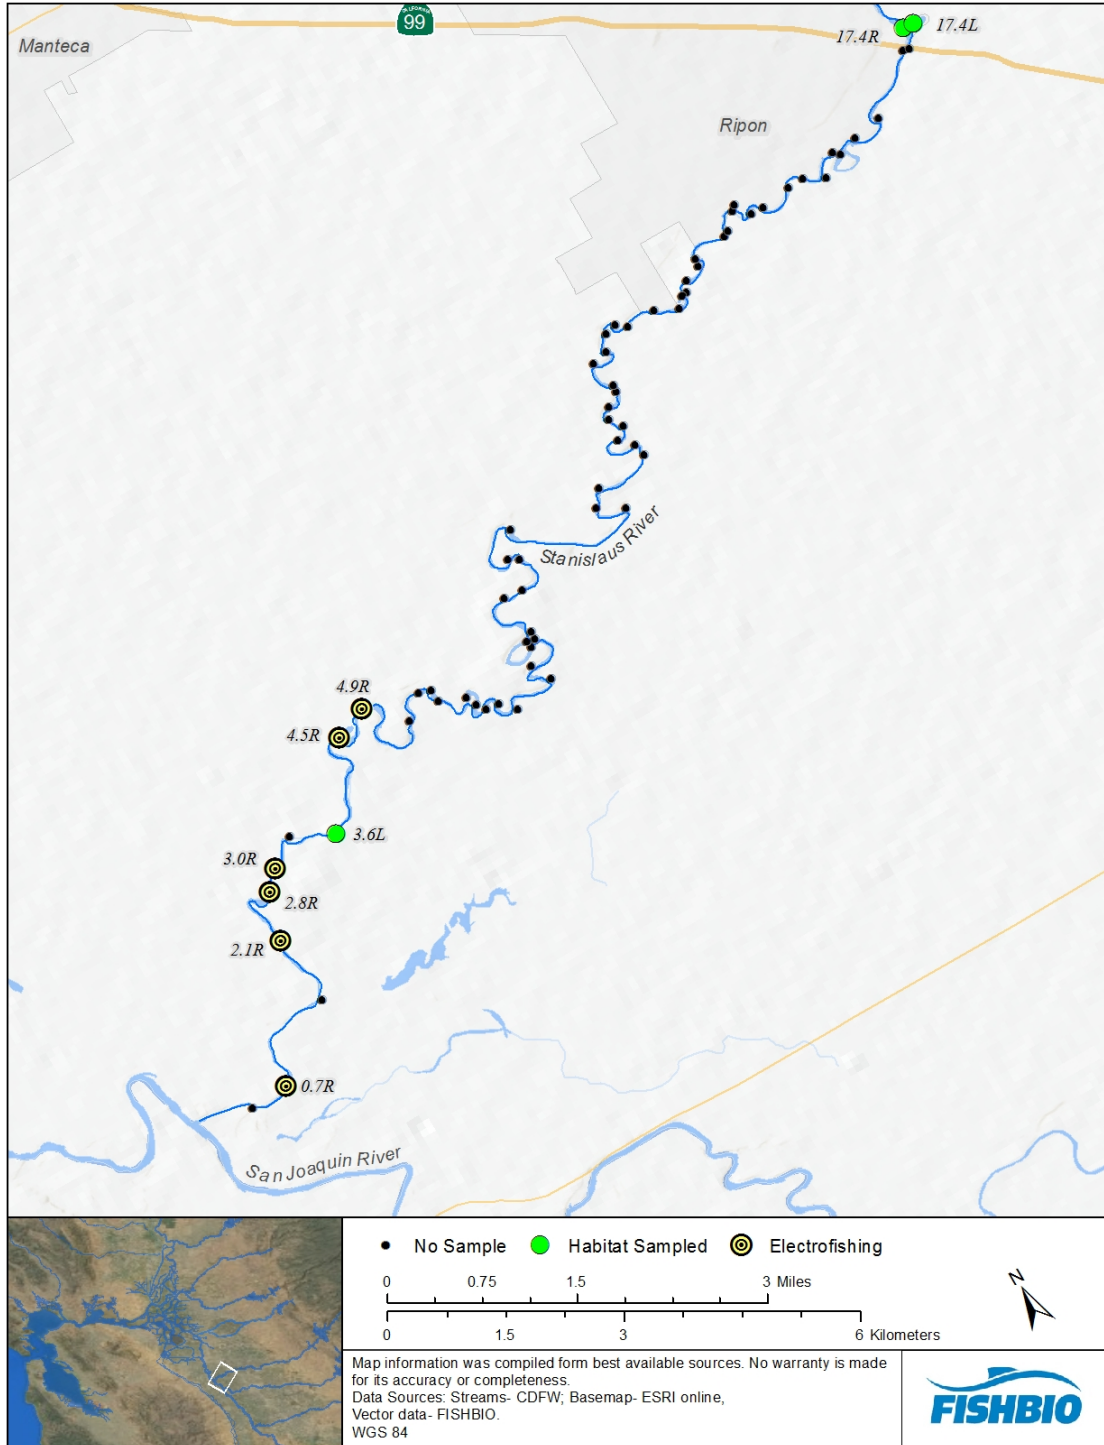 CALIFORNIA
99
Manteca
17.4R
17.4L
Ripon
Stanislaus River
4.9R
4.5R
3.6L
3.0R
2.8R
2.1R
0.7R
San Joaquin River
No Sample
Habitat Sampled
Electrofishing
0 0.75 1.5 3 Miles
0 1.5 3 6 Kilometers
N
Map information was compiled form best available sources. No warranty is made
for its accuracy or completeness.
Data Sources: Streams- CDFW; Basemap- ESRI online,
Vector data- FISHBIO.
WGS 84
FISHBIO